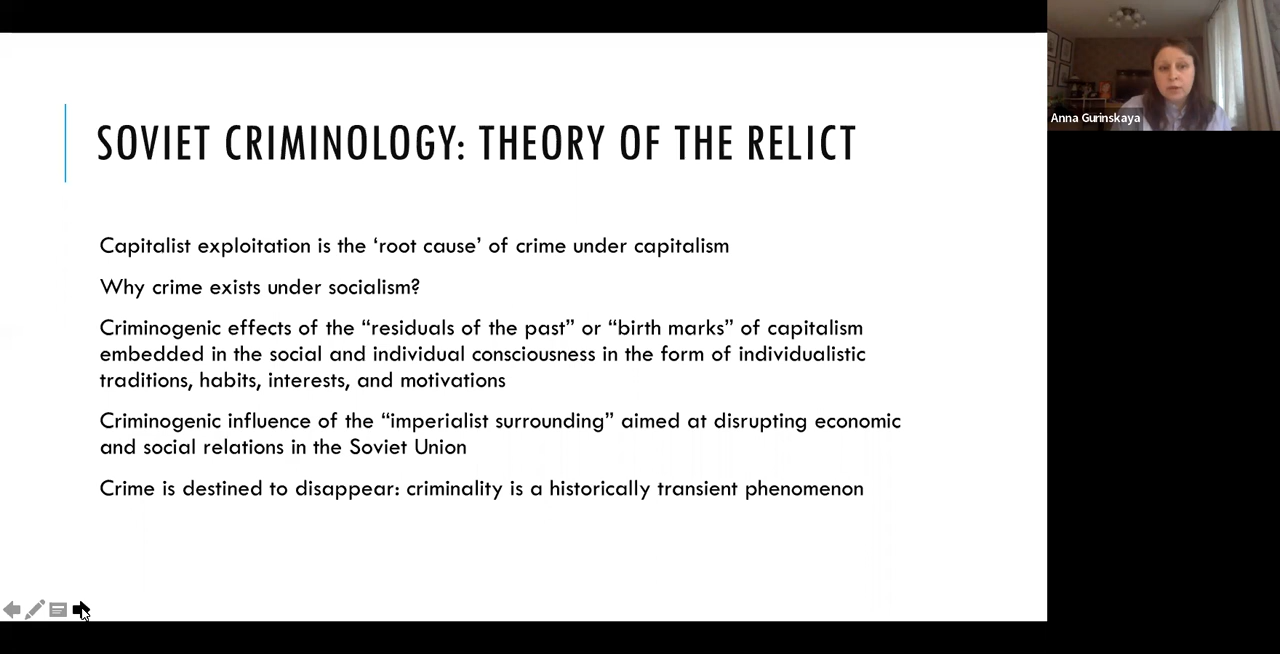 SOVIET CRIMINOLOGY: THEORY OF THE RELICT
Capitalist exploitation is the ‘root cause’ of crime under capitalism
Why crime exists under socialism?
Criminogenic effects of the “residuals of the past” or “birth marks” of capitalism
embedded in the social and individual consciousness in the form of individualistic
traditions, habits, interests, and motivations
Criminogenic influence of the “imperialist surrounding” aimed at disrupting economic
and social relations in the Soviet Union
Crime is destined to disappear: criminality is a historically transient phenomenon
Anna Gurinskaya